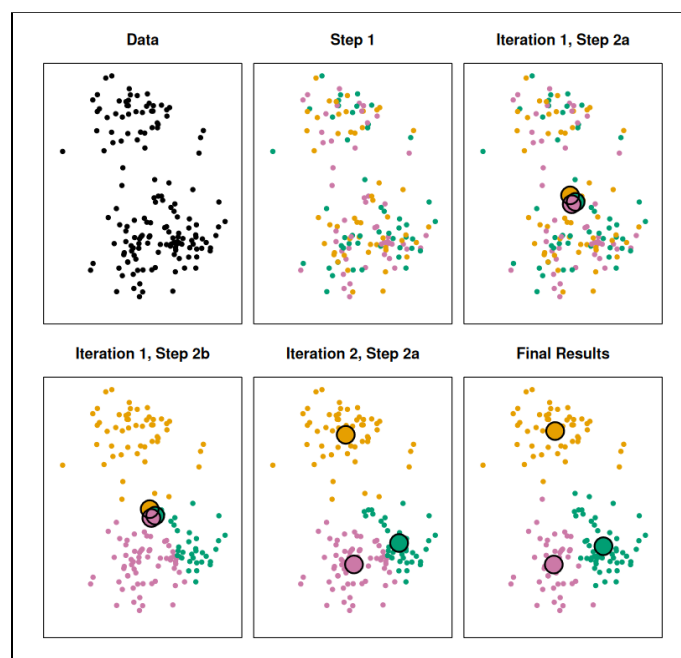 Data
Step 1
Iteration 1, Step 2a
Iteration 1, Step 2b
Iteration 2, Step 2a
Final Results